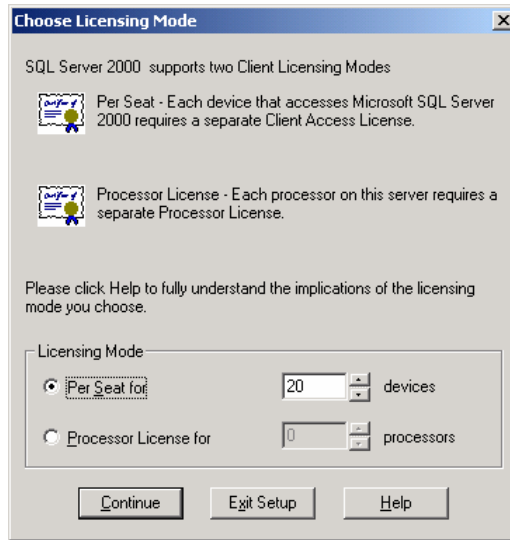 Choose Licensing Mode
SQL Server 2000  supports two Client Licensing Modes
Per Seat - Each device that accesses Microsoft SQL Server
2000 requires a separate Client Access License.
Processor License - Each processor on this server requires a
separate Processor License.
Please click Help to fully understand the implications of the licensing
mode you choose.
Licensing Mode
Per Seat for 20 devices
Processor License for 0 processors
Continue Exit Setup Help